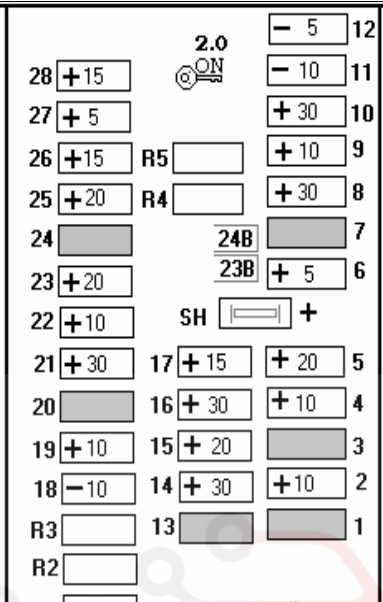 − 5 12
2.0
ON
28 +15 − 10 11
27 + 5 + 30 10
26 +15 R5 + 10 9
25 +20 R4 + 30 8
24 24B 7
23 +20 23B + 5 6
22 +10 SH +
21 + 30 17 + 15 + 20 5
20 16 + 30 + 10 4
19 +10 15 + 20 3
18 −10 14 + 30 +10 2
R3 13 1
R2